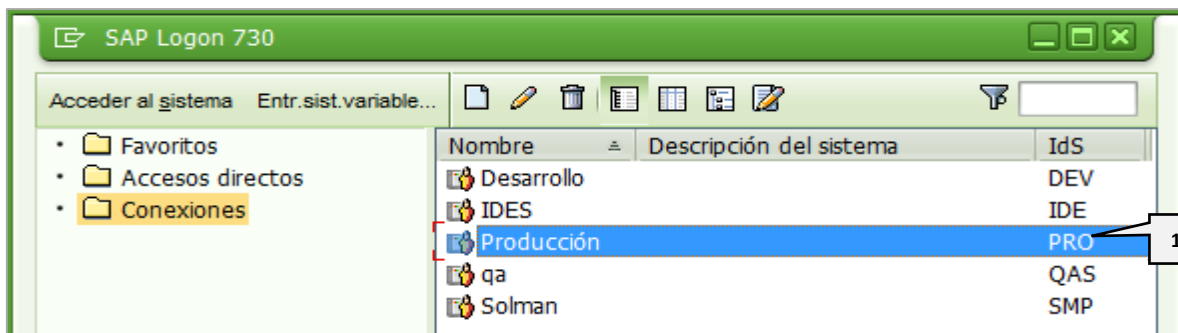 SAP Logon 730
Acceder al sistema Entr.sist.variable...
Favoritos
Accesos directos
Conexiones
Nombre Descripción del sistema IdS
Desarrollo DEV
IDES IDE
Producción PRO
1
qa QAS
Solman SMP